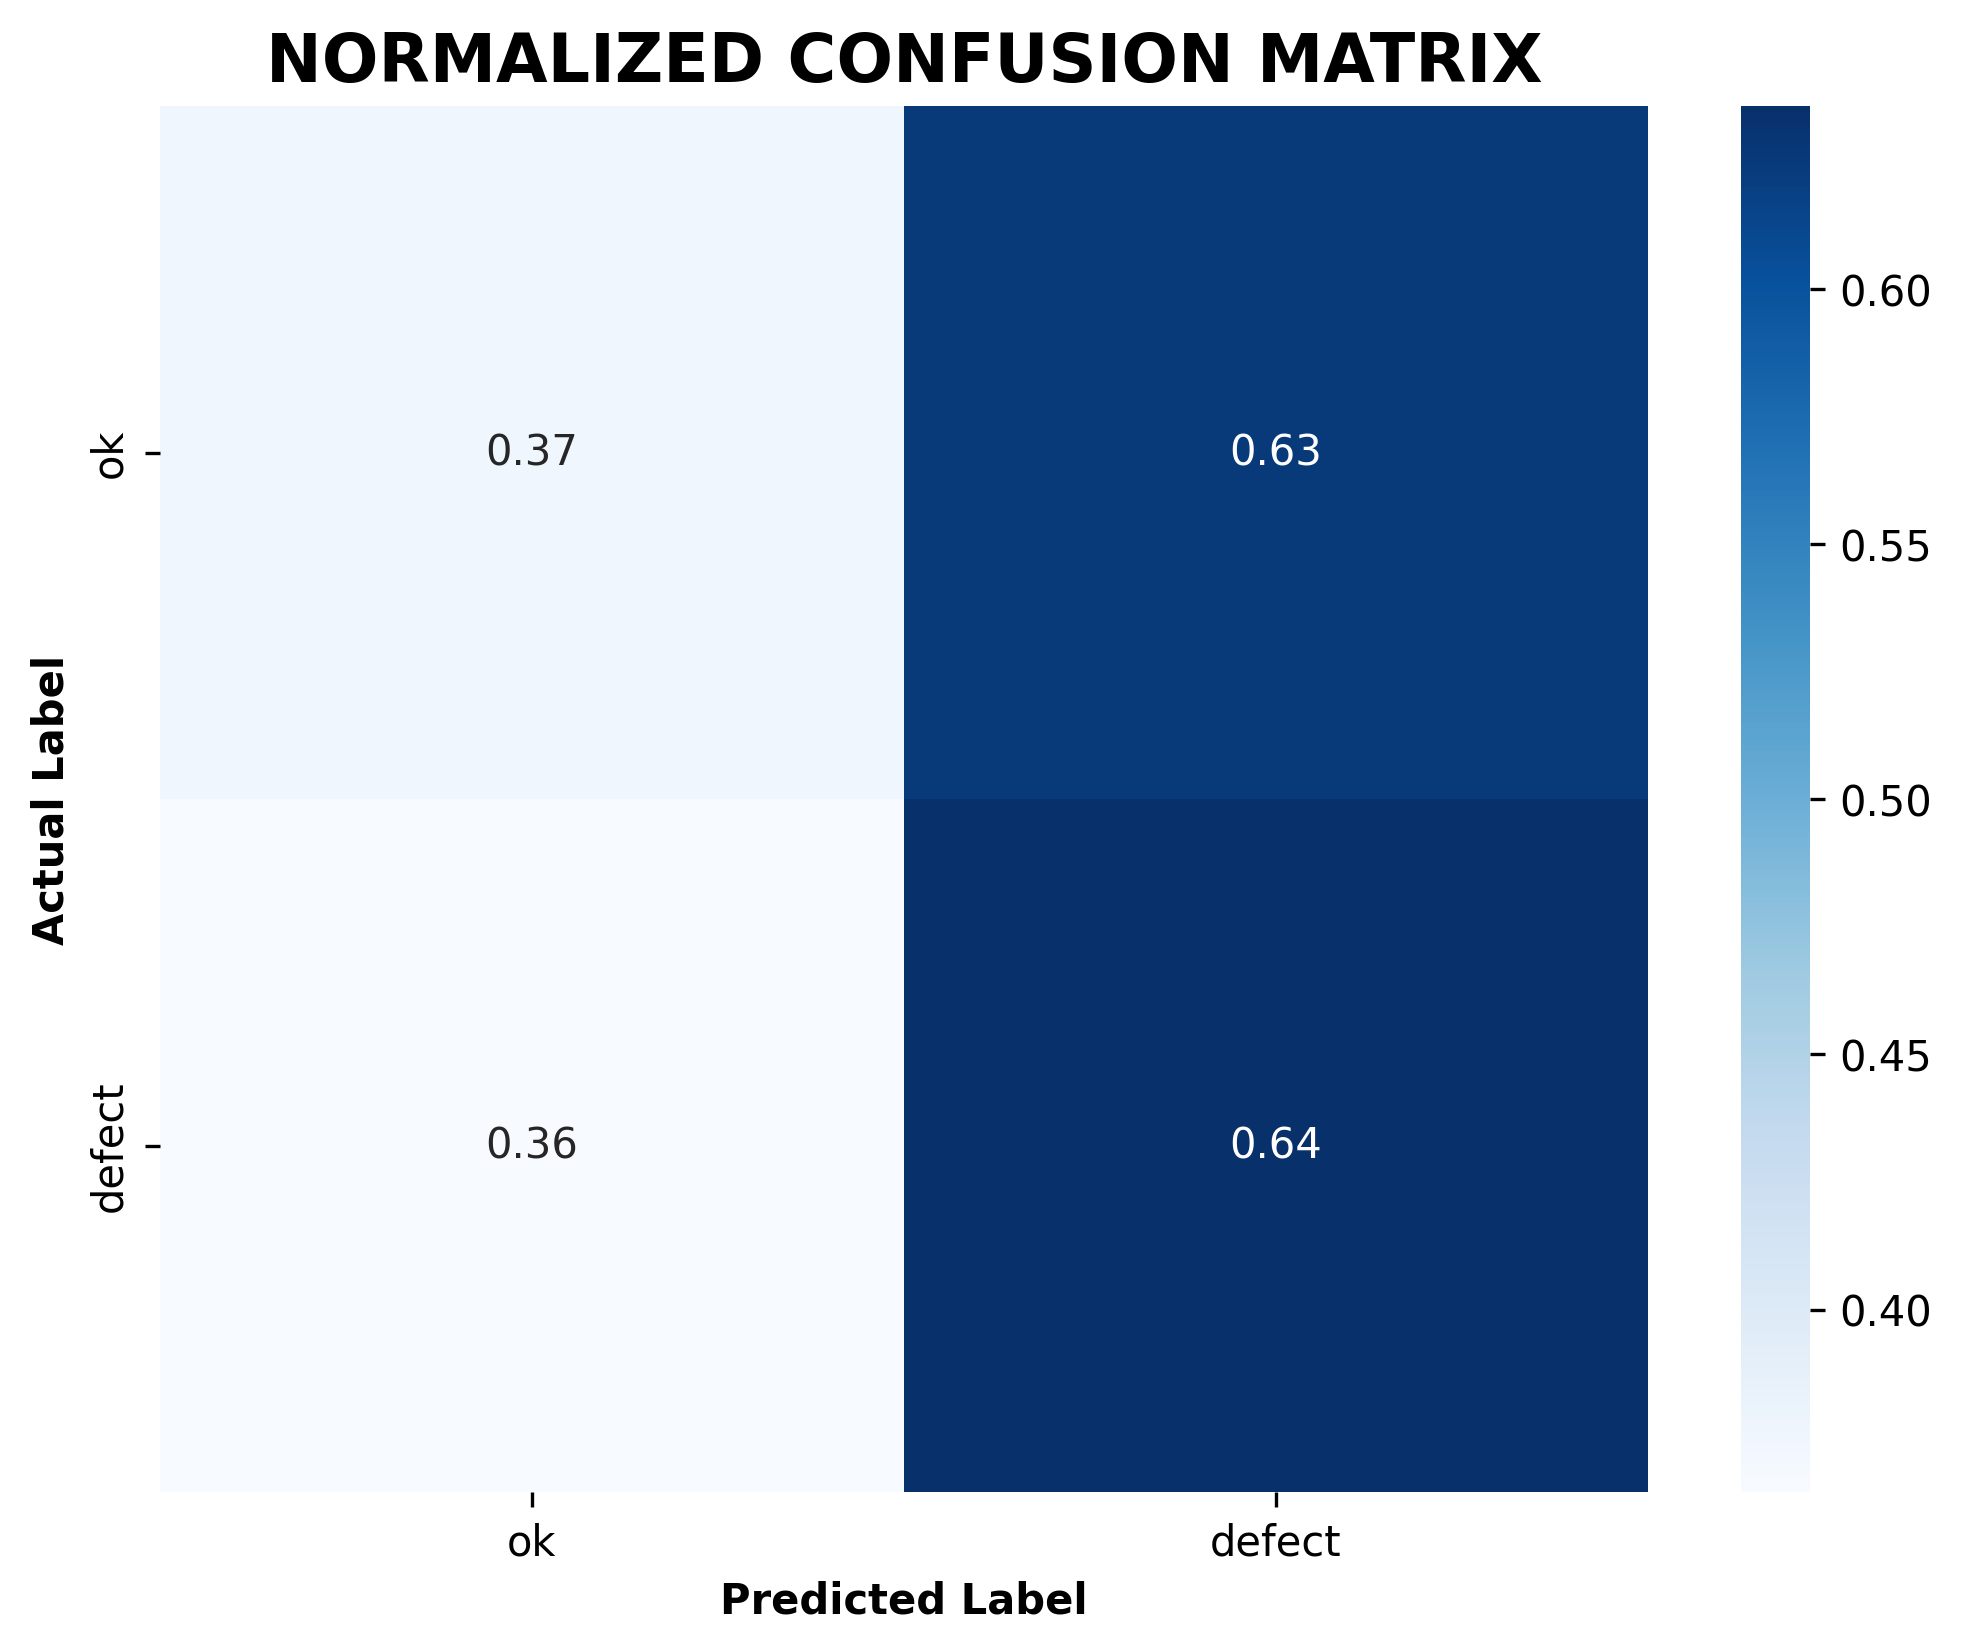 NORMALIZED CONFUSION MATRIX
Actual Label
ok
defect
0.37
0.63
0.36
0.64
ok
defect
Predicted Label
0.60
0.55
0.50
0.45
0.40